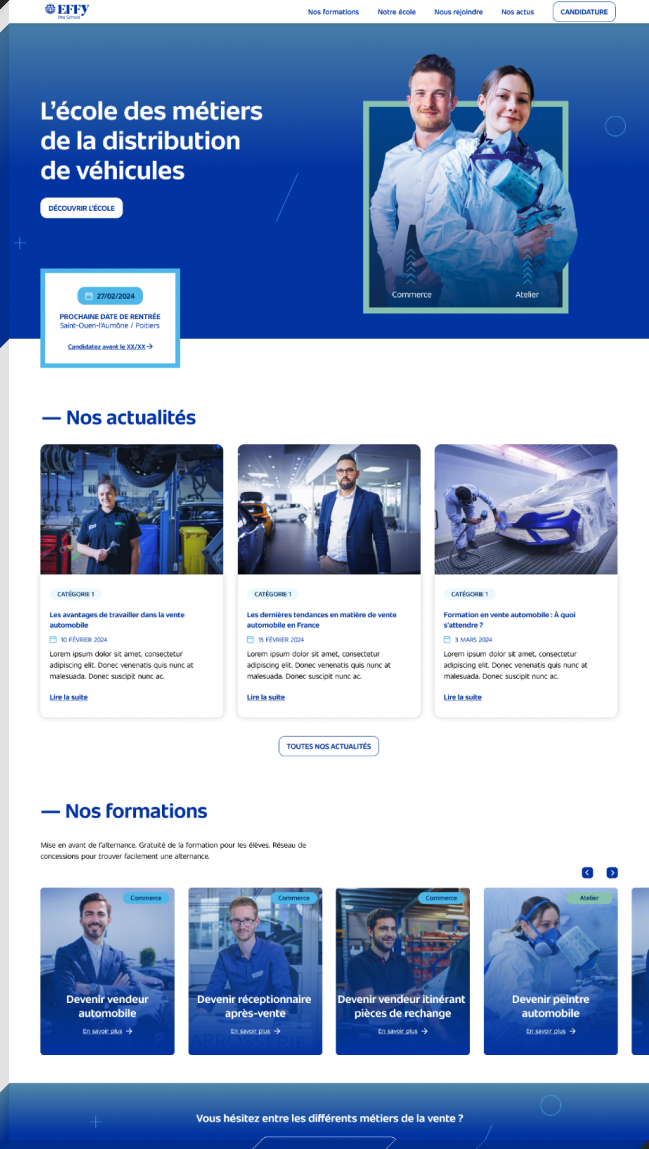 EFFY
Pro School
Nos formations
Notre école
Nous rejoindre
Nos actus
CANDIDATURE
L'école des métiers
de la distribution
de véhicules
DÉCOUVRIR L'ÉCOLE
Commerce
Atelier
27/02/2024
PROCHAINE DATE DE RENTRÉE
Saint-Ouen-l'Aumône / Poitiers
Candidatez avant le XX/XX
— Nos actualités
CATÉGORIE 1
Les avantages de travailler dans la vente
automobile
10 FÉVRIER 2024
Lorem ipsum dolor sit amet, consectetur
adipiscing elit. Donec venenatis quis nunc at
malesuada. Donec suscipit nunc ac.
Lire la suite
CATÉGORIE 1
Les dernières tendances en matière de vente
automobile en France
15 FÉVRIER 2024
Lorem ipsum dolor sit amet, consectetur
adipiscing elit. Donec venenatis quis nunc at
malesuada. Donec suscipit nunc ac.
Lire la suite
CATÉGORIE 1
Formation en vente automobile : À quoi
s'attendre ?
3 MARS 2024
Lorem ipsum dolor sit amet, consectetur
adipiscing elit. Donec venenatis quis nunc at
malesuada. Donec suscipit nunc ac.
Lire la suite
TOUTES NOS ACTUALITÉS
— Nos formations
Mise en avant de l'alternance. Gratuité de la formation pour les élèves. Réseau de
concessions pour trouver facilement une alternance.
Commerce
Devenir vendeur
automobile
En savoir plus
Commerce
Devenir réceptionnaire
après-vente
En savoir plus
Commerce
Devenir vendeur itinérant
pièces de rechange
En savoir plus
Atelier
Devenir peintre
automobile
En savoir plus
Vous hésitez entre les différents métiers de la vente ?